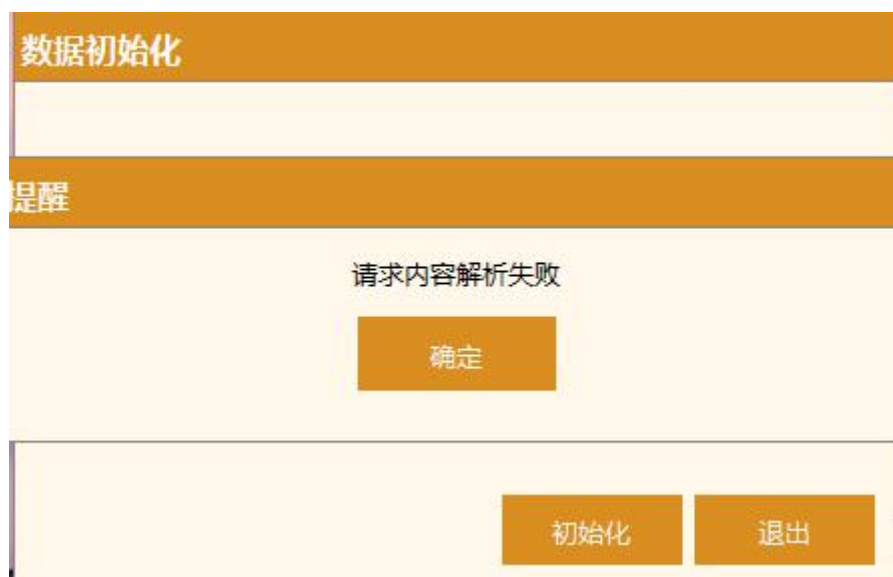 数据初始化
提醒
请求内容解析失败
确定
初始化 退出